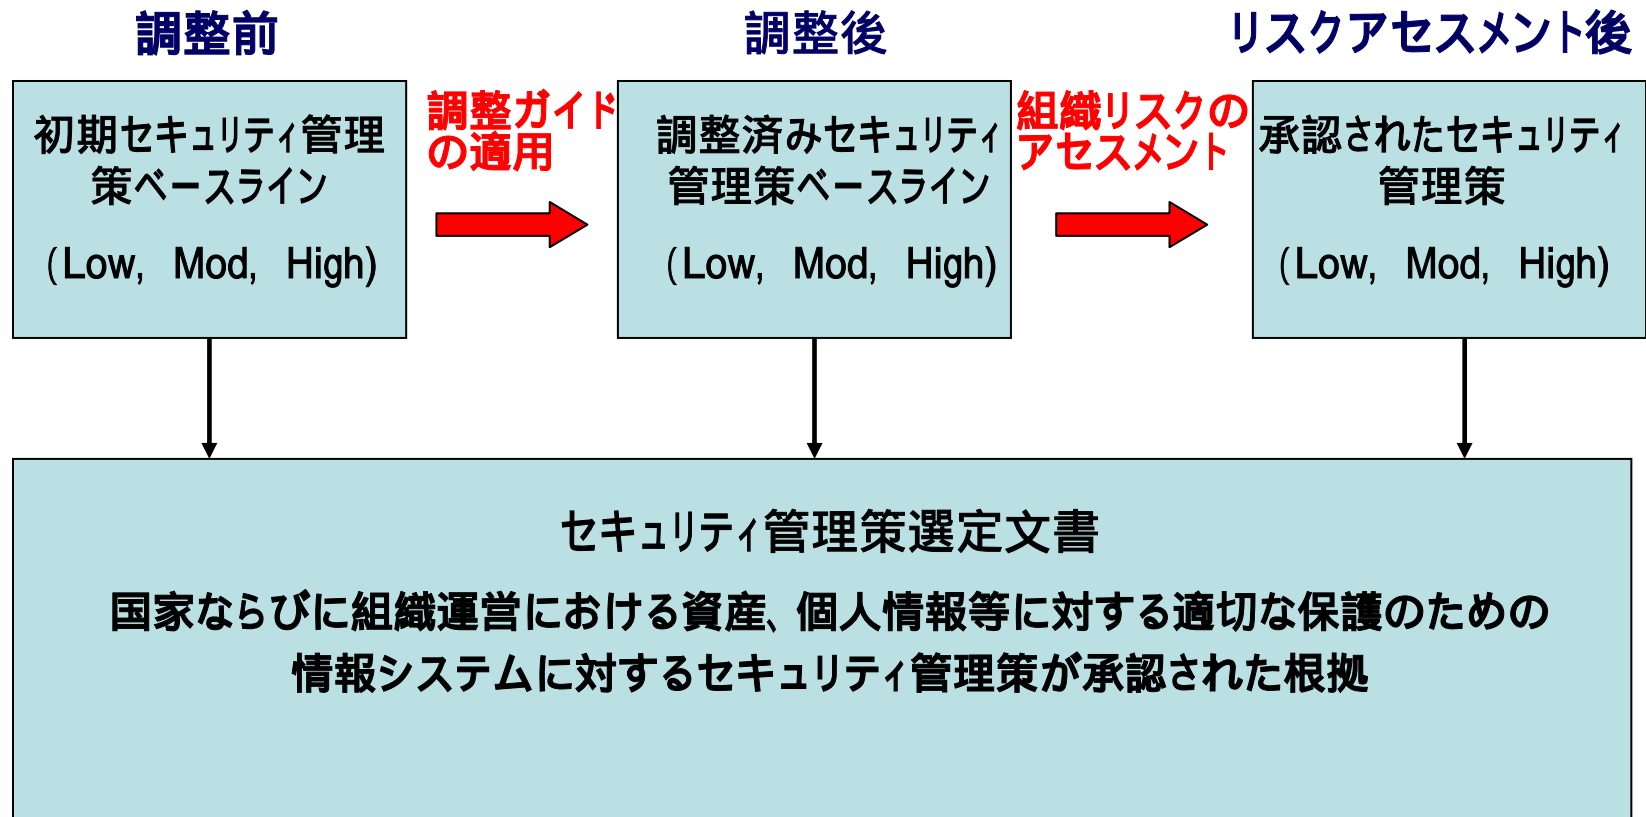 調整前
調整後
リスクアセスメント後
初期セキュリティ管理
策ベースライン
(Low, Mod, High)
調整ガイド
の適用
調整済みセキュリティ
管理策ベースライン
(Low, Mod, High)
組織リスクの
アセスメント
承認されたセキュリティ
管理策
(Low, Mod, High)
セキュリティ管理策選定文書
国家ならびに組織運営における資産、個人情報等に対する適切な保護のための
情報システムに対するセキュリティ管理策が承認された根拠